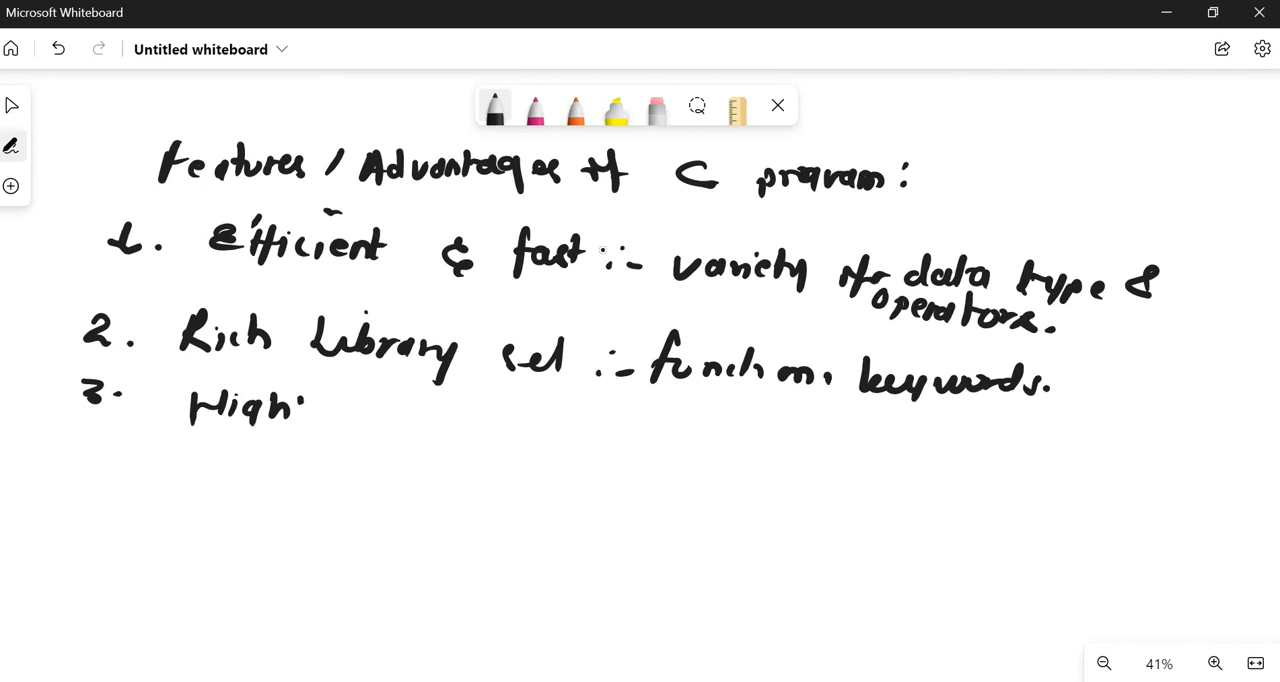 Microsoft Whiteboard
Untitled whiteboard
Features / Advantages of C program:
1. Efficient & fast :- variety of data type &
operators.
2. Rich Library set :- function, keywords.
3. High
41%